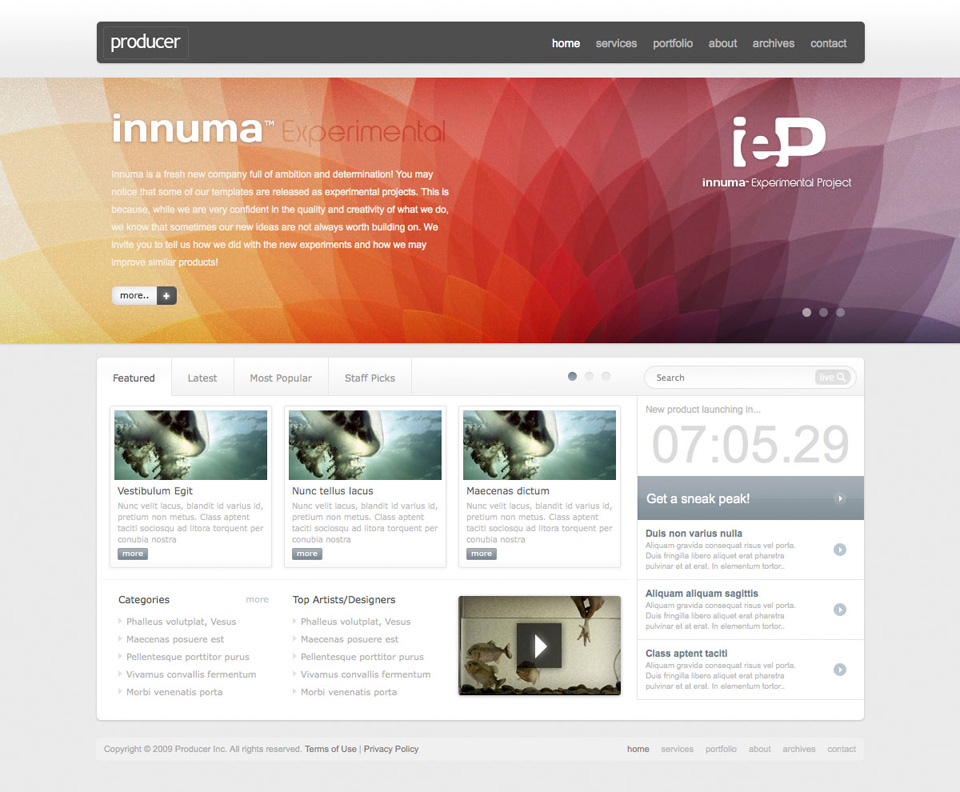 producer
home services portfolio about archives contact
innuma™ Experimental
Innuma is a fresh new company full of ambition and determination! You may
notice that some of our templates are released as experimental projects. This is
because, while we are very confident in the quality and creativity of what we do,
we know that sometimes our new ideas are not always worth building on. We
invite you to tell us how we did with the new experiments and how we may
improve similar products!
more.. +
ieP
innuma™ Experimental Project
Featured Latest Most Popular Staff Picks
Search live
Vestibulum Egit
Nunc velit lacus, blandit id varius id,
pretium non metus. Class aptent
taciti sociosqu ad litora torquent per
conubia nostra
more
Nunc tellus lacus
Nunc velit lacus, blandit id varius id,
pretium non metus. Class aptent
taciti sociosqu ad litora torquent per
conubia nostra
more
Maecenas dictum
Nunc velit lacus, blandit id varius id,
pretium non metus. Class aptent
taciti sociosqu ad litora torquent per
conubia nostra
more
New product launching in...
07:05.29
Get a sneak peak!
Duis non varius nulla
Aliquam gravida consequat risus vel porta.
Duis fringilla libero aliquet erat pharetra
pulvinar et at erat. In elementum tortor..
Aliquam aliquam sagittis
Aliquam gravida consequat risus vel porta.
Duis fringilla libero aliquet erat pharetra
pulvinar et at erat. In elementum tortor..
Class aptent taciti
Aliquam gravida consequat risus vel porta.
Duis fringilla libero aliquet erat pharetra
pulvinar et at erat. In elementum tortor..
Categories more
Phalleus volutplat, Vesus
Maecenas posuere est
Pellentesque porttitor purus
Vivamus convallis fermentum
Morbi venenatis porta
Top Artists/Designers
Phalleus volutplat, Vesus
Maecenas posuere est
Pellentesque porttitor purus
Vivamus convallis fermentum
Morbi venenatis porta
Copyright © 2009 Producer Inc. All rights reserved. Terms of Use | Privacy Policy
home services portfolio about archives contact